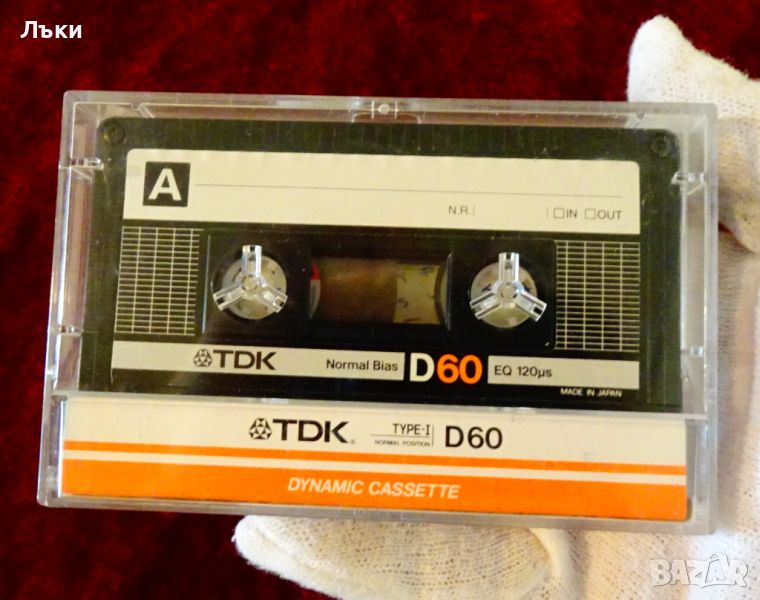 Лъки
A
N.R. □IN □OUT
TDK Normal Bias D60 EQ 120µs
MADE IN JAPAN
TDK® TYPE-I D60
NORMAL POSITION
DYNAMIC CASSETTE
BAZAR